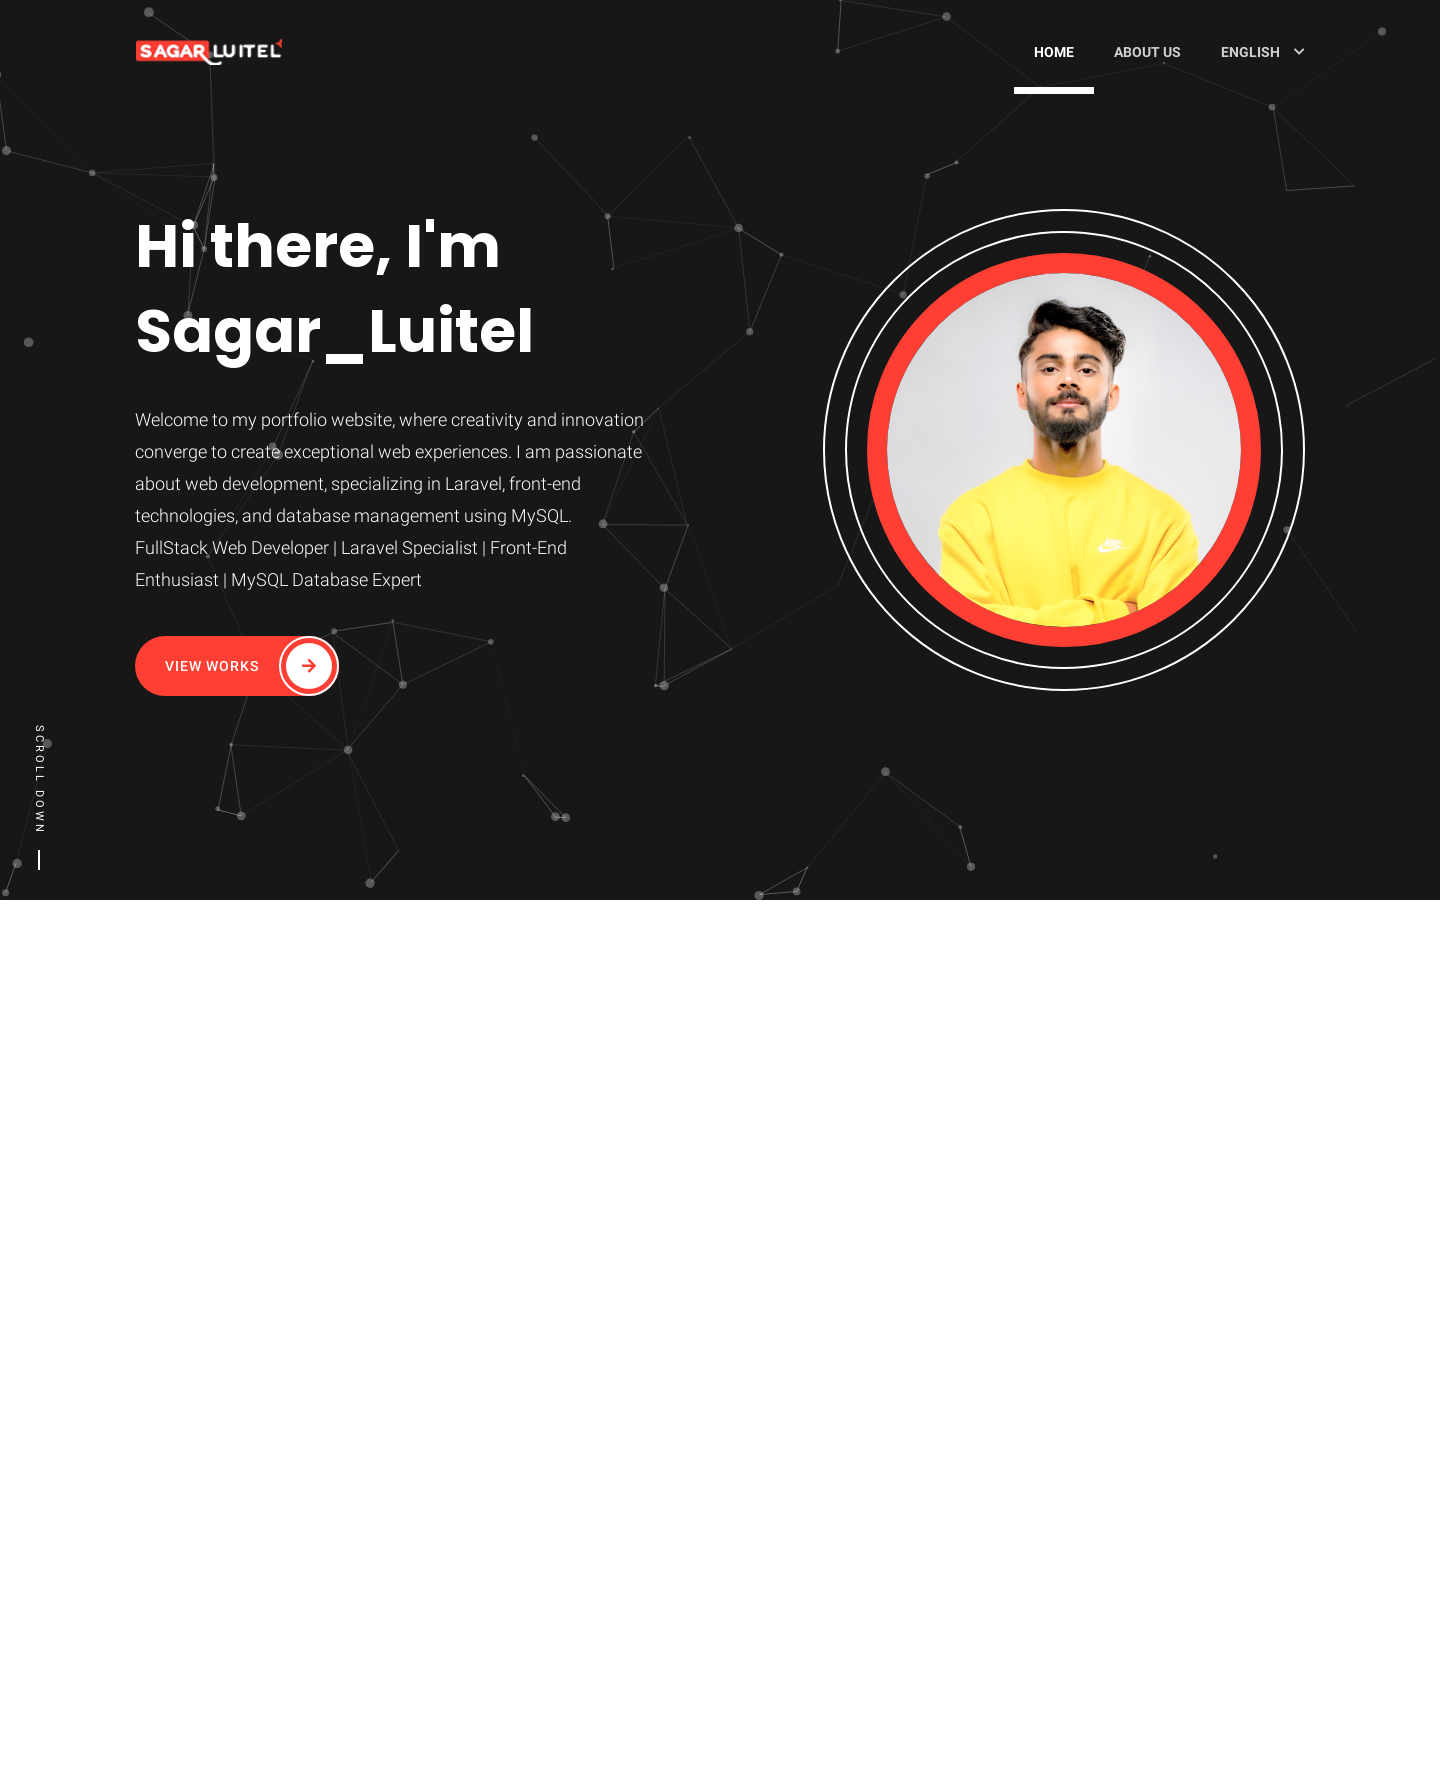 SAGAR LUITEL
HOME
ABOUT US
ENGLISH
Hi there, I'm
Sagar_Luitel
Welcome to my portfolio website, where creativity and innovation
converge to create exceptional web experiences. I am passionate
about web development, specializing in Laravel, front-end
technologies, and database management using MySQL.
FullStack Web Developer | Laravel Specialist | Front-End
Enthusiast | MySQL Database Expert
VIEW WORKS
SCROLL DOWN